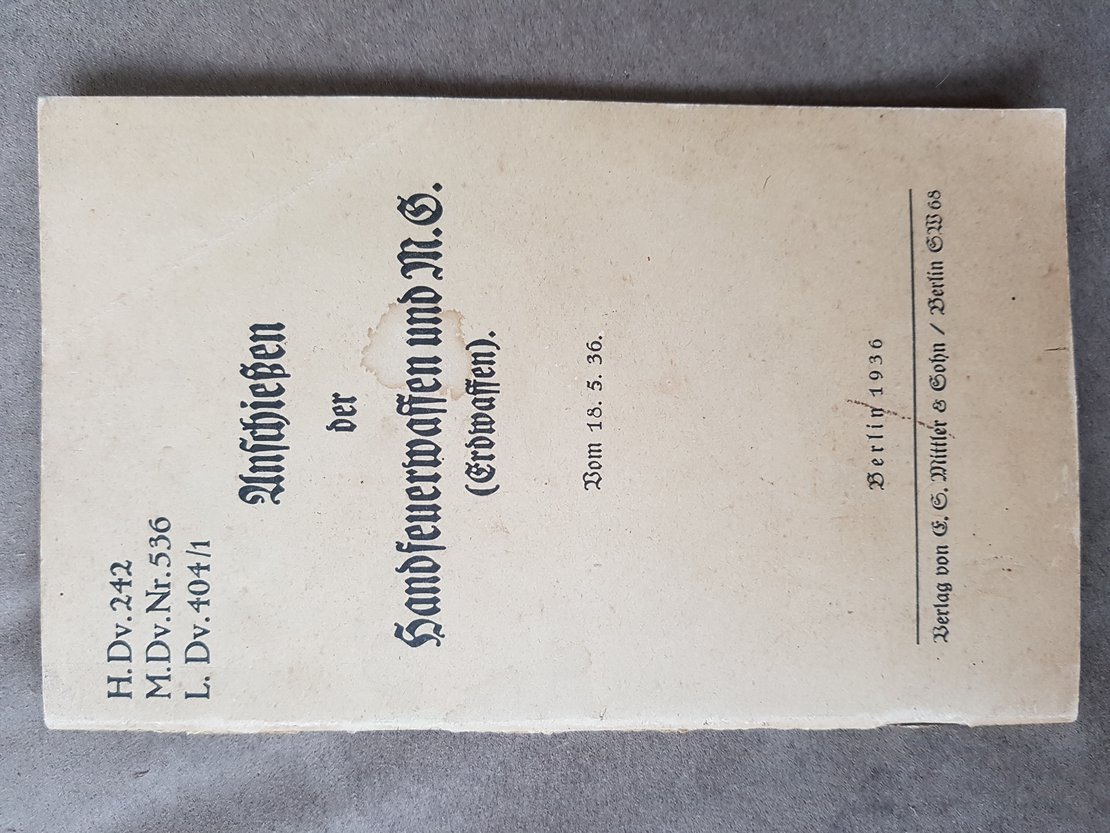 H.Dv. 242
M.Dv.Nr. 536
L. Dv. 404/1
Anschießen
der
Handfeuerwaffen und M.G.
(Erdwaffen).
Vom 18. 5. 36.
Berlin 1936
Verlag von E. S. Mittler & Sohn / Berlin SW 68